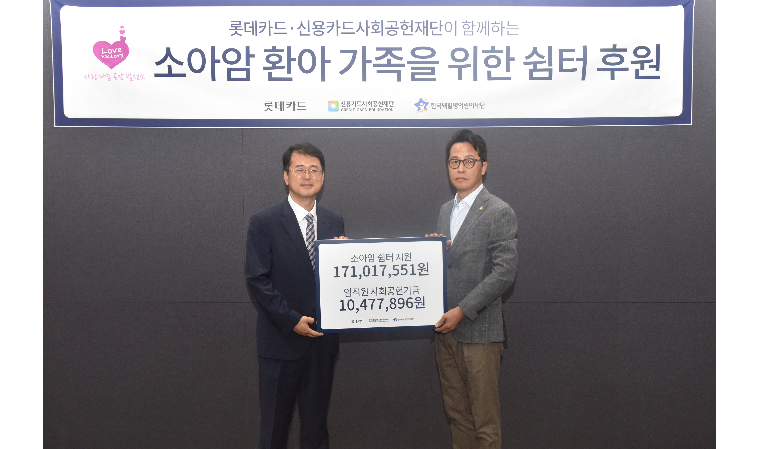 롯데카드·신용카드사회공헌재단이 함께하는
Love
소아암 환아 가족을 위한 쉼터 후원
롯데카드
신용카드사회공헌재단
CREDIT CARD FOUNDATION
한국백혈병어린이재단
소아암 쉼터 지원
171,017,551원
임직원 사회공헌기금
10,477,896원